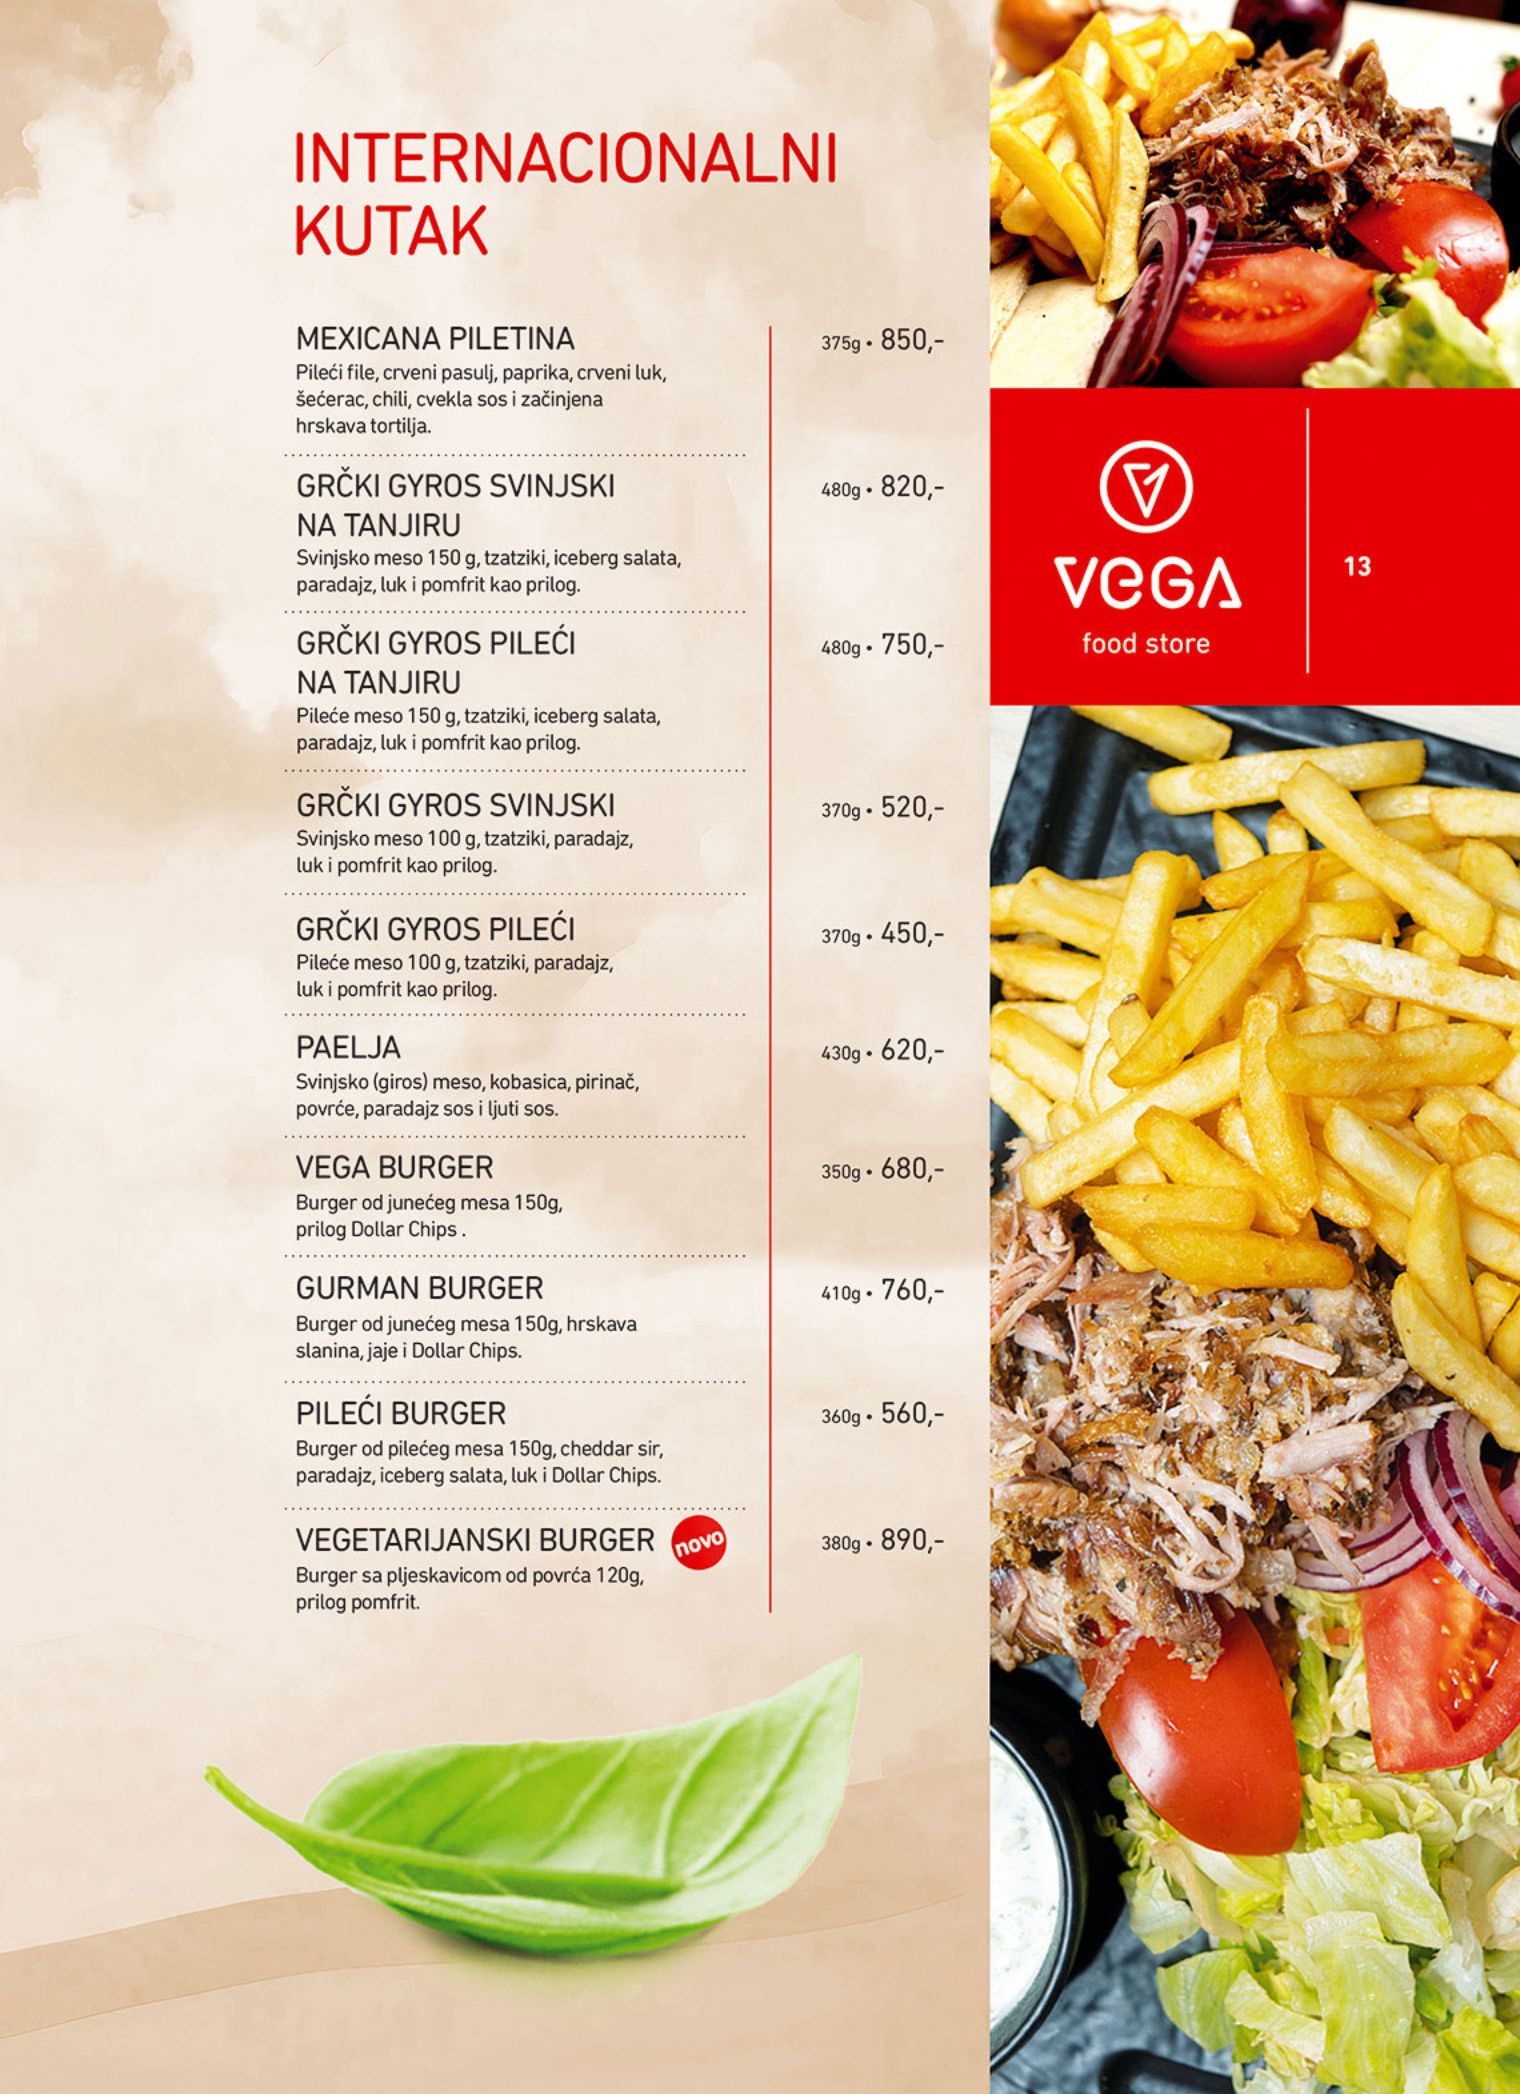 INTERNACIONALNI
KUTAK
MEXICANA PILETINA
375g • 850,-
Pileći file, crveni pasulj, paprika, crveni luk,
šećerac, chili, cvekla sos i začinjena
hrskava tortilja.
GRČKI GYROS SVINJSKI
480g • 820,-
NA TANJIRU
Svinjsko meso 150 g, tzatziki, iceberg salata,
paradajz, luk i pomfrit kao prilog.
GRČKI GYROS PILEĆI
480g • 750,-
NA TANJIRU
Pileće meso 150 g, tzatziki, iceberg salata,
paradajz, luk i pomfrit kao prilog.
GRČKI GYROS SVINJSKI
370g • 520,-
Svinjsko meso 100 g, tzatziki, paradajz,
luk i pomfrit kao prilog.
GRČKI GYROS PILEĆI
370g • 450,-
Pileće meso 100 g, tzatziki, paradajz,
luk i pomfrit kao prilog.
PAELJA
430g • 620,-
Svinjsko (giros) meso, kobasica, pirinač,
povrće, paradajz sos i ljuti sos.
VEGA BURGER
350g • 680,-
Burger od junećeg mesa 150g,
prilog Dollar Chips .
GURMAN BURGER
410g • 760,-
Burger od junećeg mesa 150g, hrskava
slanina, jaje i Dollar Chips.
PILEĆI BURGER
360g • 560,-
Burger od pilećeg mesa 150g, cheddar sir,
paradajz, iceberg salata, luk i Dollar Chips.
VEGETARIJANSKI BURGER
novo
380g • 890,-
Burger sa pljeskavicom od povrća 120g,
prilog pomfrit.
VeGA
food store
13